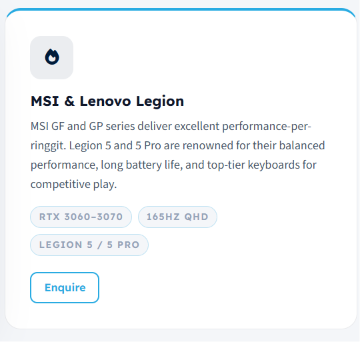 MSI & Lenovo Legion
MSI GF and GP series deliver excellent performance-per-
ringgit. Legion 5 and 5 Pro are renowned for their balanced
performance, long battery life, and top-tier keyboards for
competitive play.
RTX 3060–3070 165HZ QHD
LEGION 5 / 5 PRO
Enquire